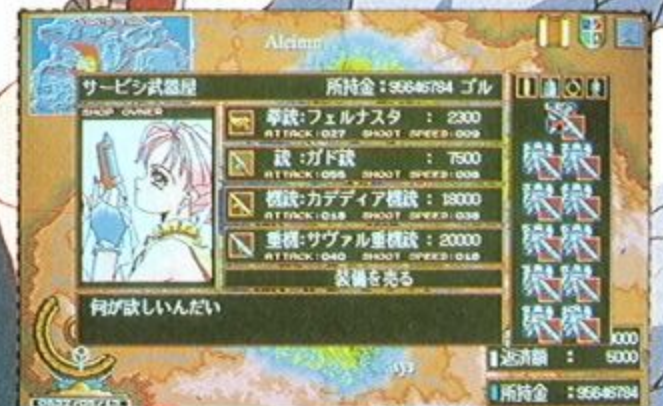 Alcimu
サービシ武器屋 所持金:95646784 ゴル
SHOP OWNER
拳銃:フェルナスタ : 2300
ATTACK:027 SHOOT SPEED:009
銃:ガド銃 : 7500
ATTACK:055 SHOOT SPEED:008
機銃:カデディア機銃 : 18000
ATTACK:018 SHOOT SPEED:038
重機:サヴァル重機銃 : 20000
ATTACK:040 SHOOT SPEED:018
装備を売る
何が欲しいんだい
返済額 : 5000
所持金 :95646784